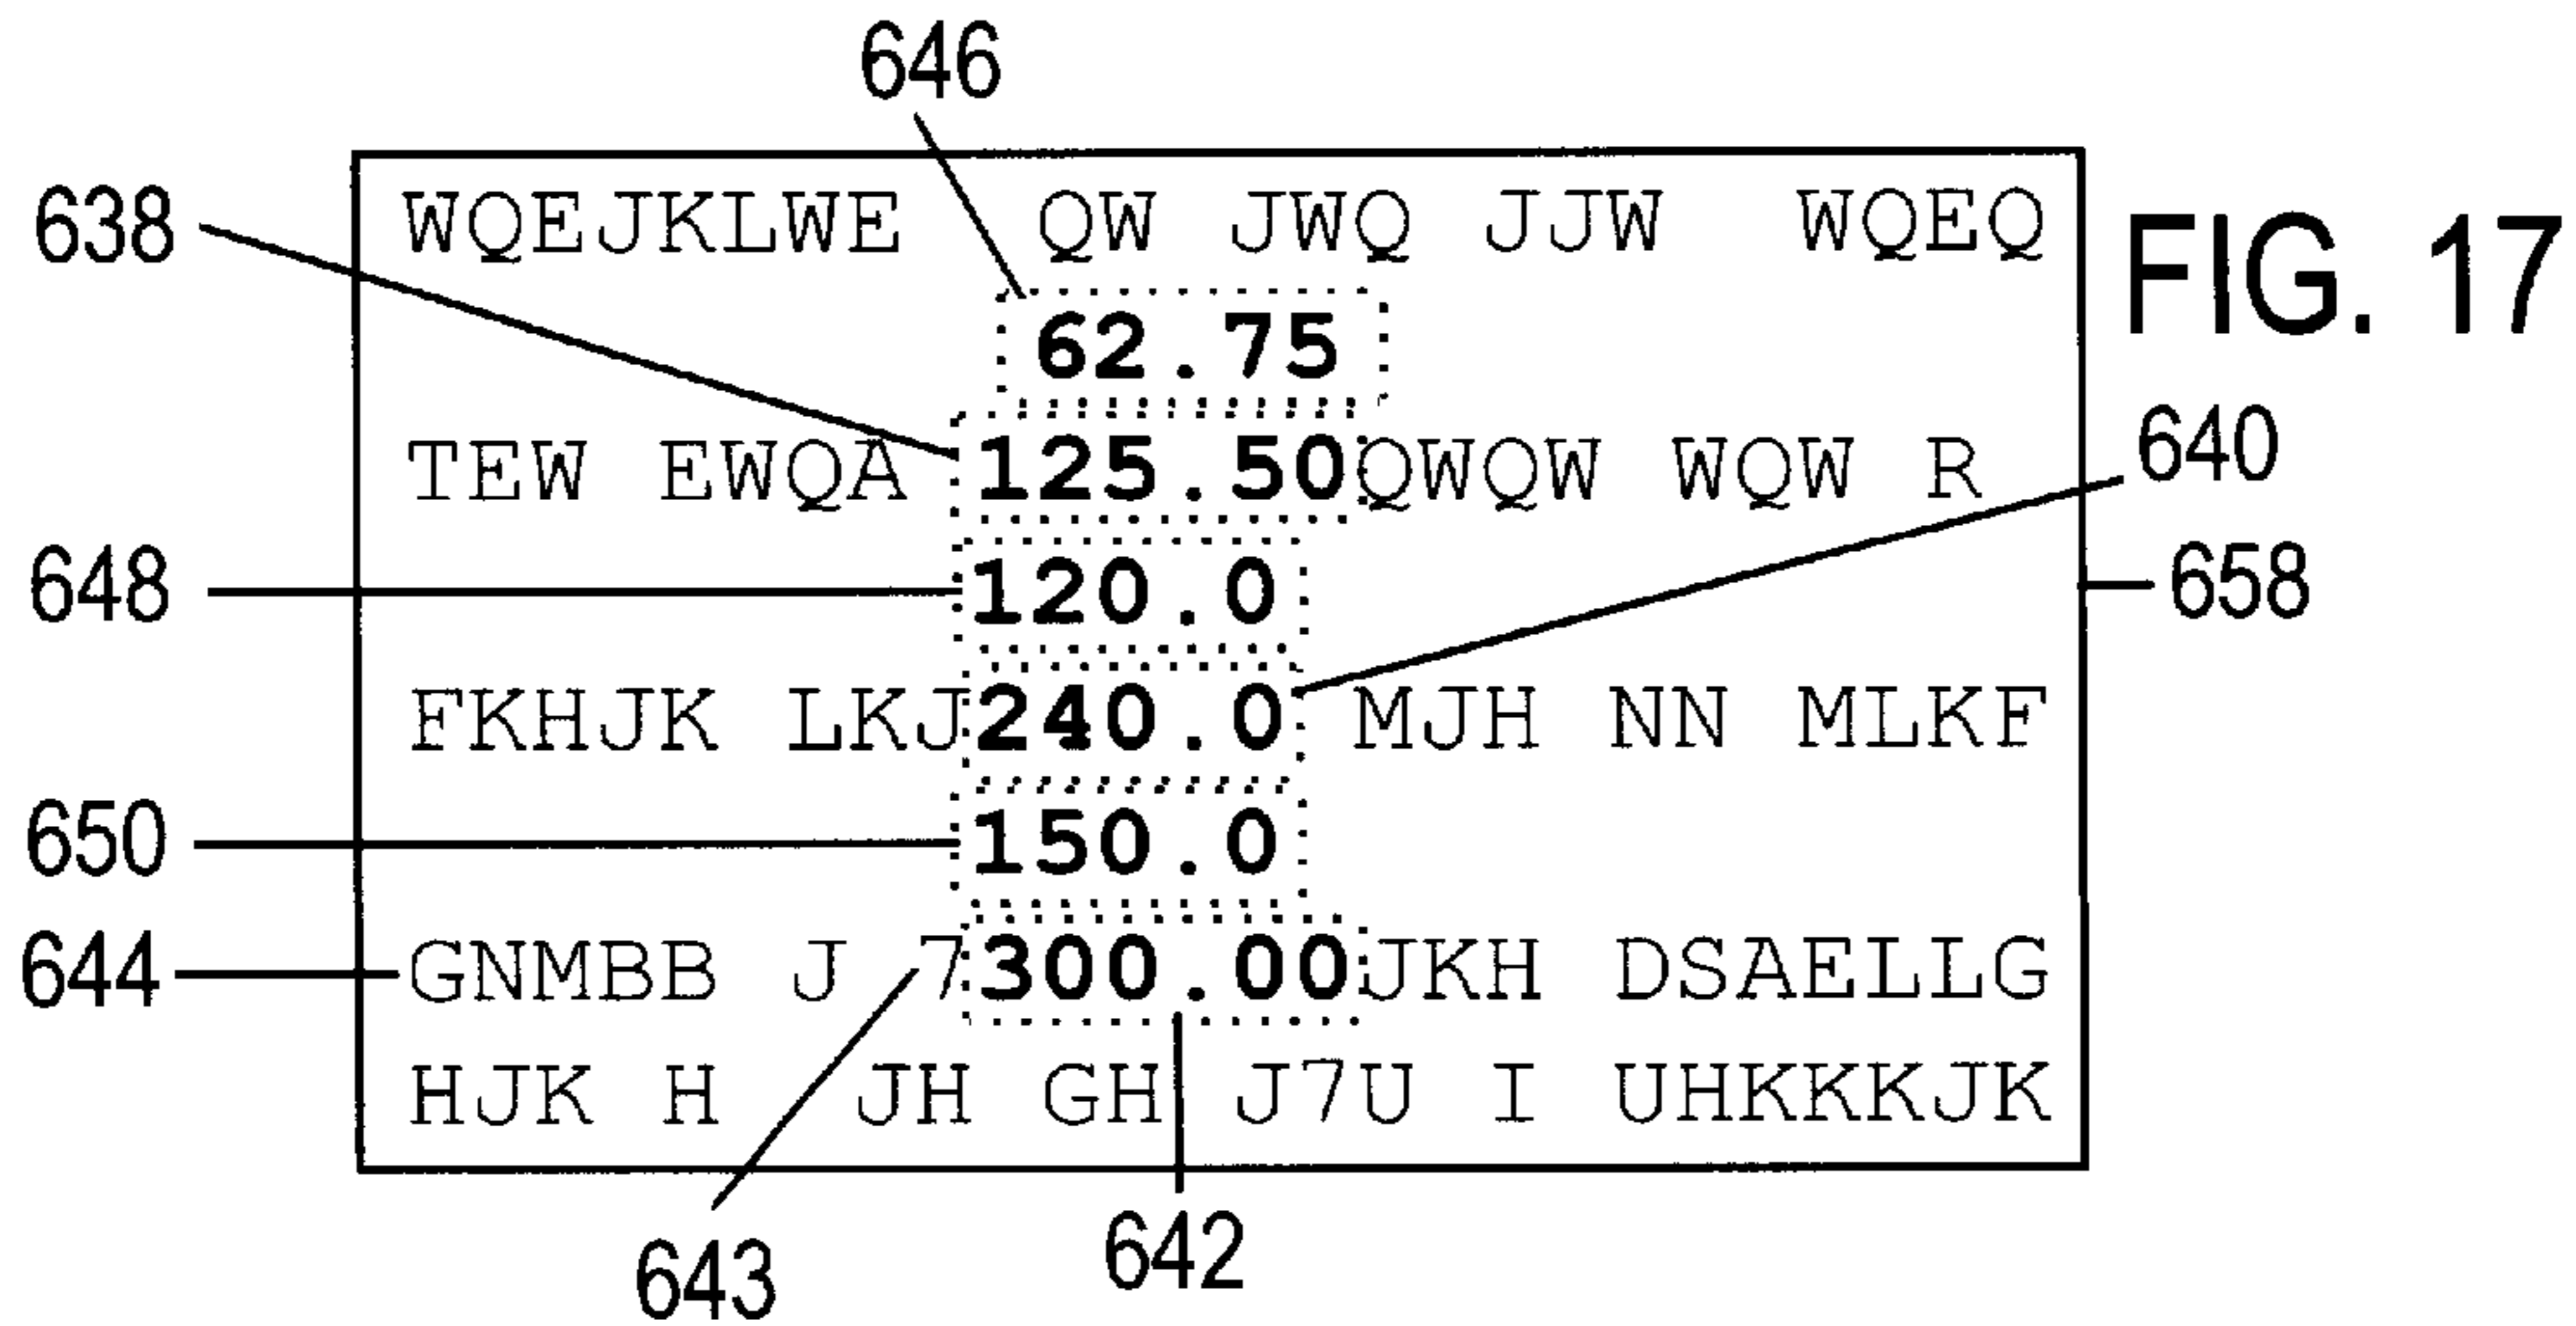 646
638
WQEJKLWE QW JWQ JJW WQEQ
FIG. 17
62.75
TEW EWQA 125.50QWQW WQW R
640
648
120.0
658
FKHJK LKJ240.0 MJH NN MLKF
650
150.0
644
GNMBB J 7300.00JKH DSAELLG
HJK H JH GH J7U I UHKKKJK
643
642